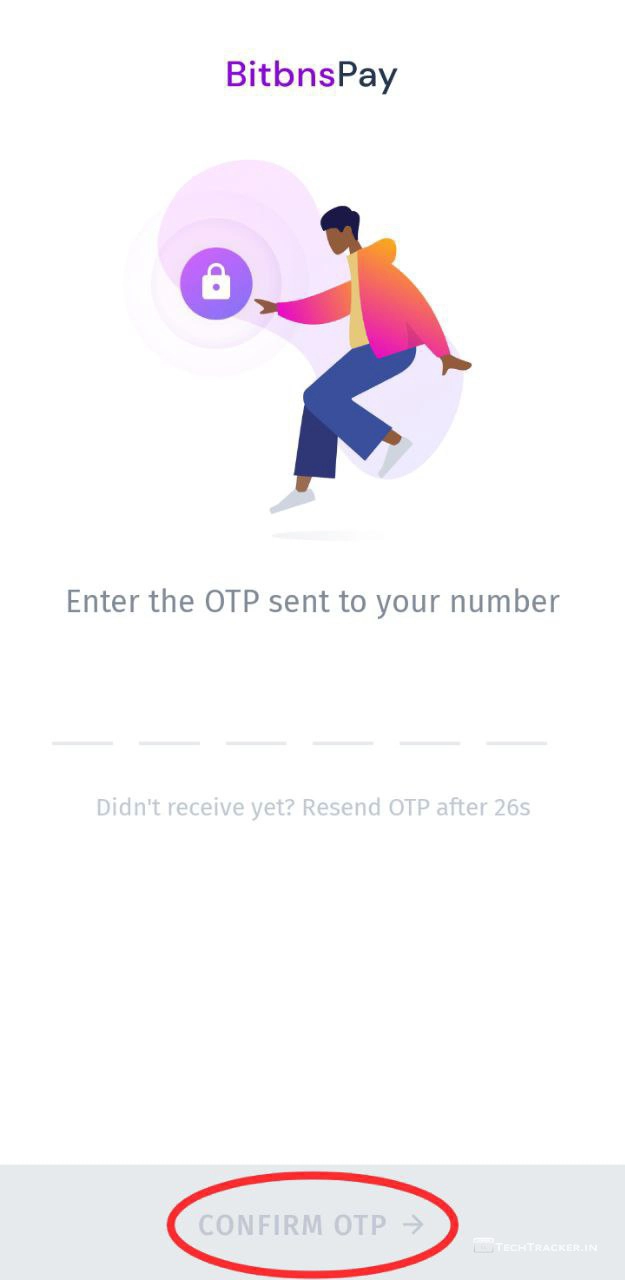 BitbnsPay
Enter the OTP sent to your number
Didn't receive yet? Resend OTP after 26s
CONFIRM OTP →
TechTracker.in